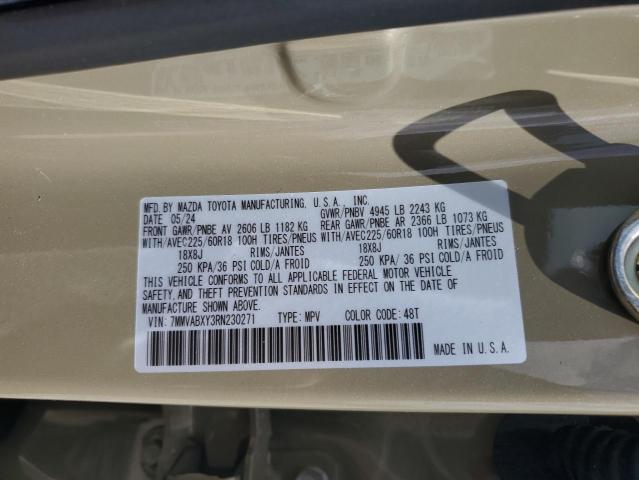 MFD. BY MAZDA TOYOTA MANUFACTURING, U.S.A., INC.
DATE 05/24 GVWR/PNBV 4945 LB 2243 KG
FRONT GAWR/PNBE AV 2606 LB 1182 KG REAR GAWR/PNBE AR 2366 LB 1073 KG
WITH/AVEC225/60R18 100H TIRES/PNEUS WITH/AVEC225/60R18 100H TIRES/PNEUS
18X8J RIMS/JANTES 18X8J RIMS/JANTES
250 KPA/36 PSI COLD/A FROID 250 KPA/36 PSI COLD/A FROID
THIS VEHICLE CONFORMS TO ALL APPLICABLE FEDERAL MOTOR VEHICLE
SAFETY, AND THEFT PREVENTION STANDARDS IN EFFECT ON THE DATE OF
MANUFACTURE SHOWN ABOVE.
VIN: 7MMVABXY3RN230271 TYPE: MPV COLOR CODE: 48T
MADE IN U.S.A.